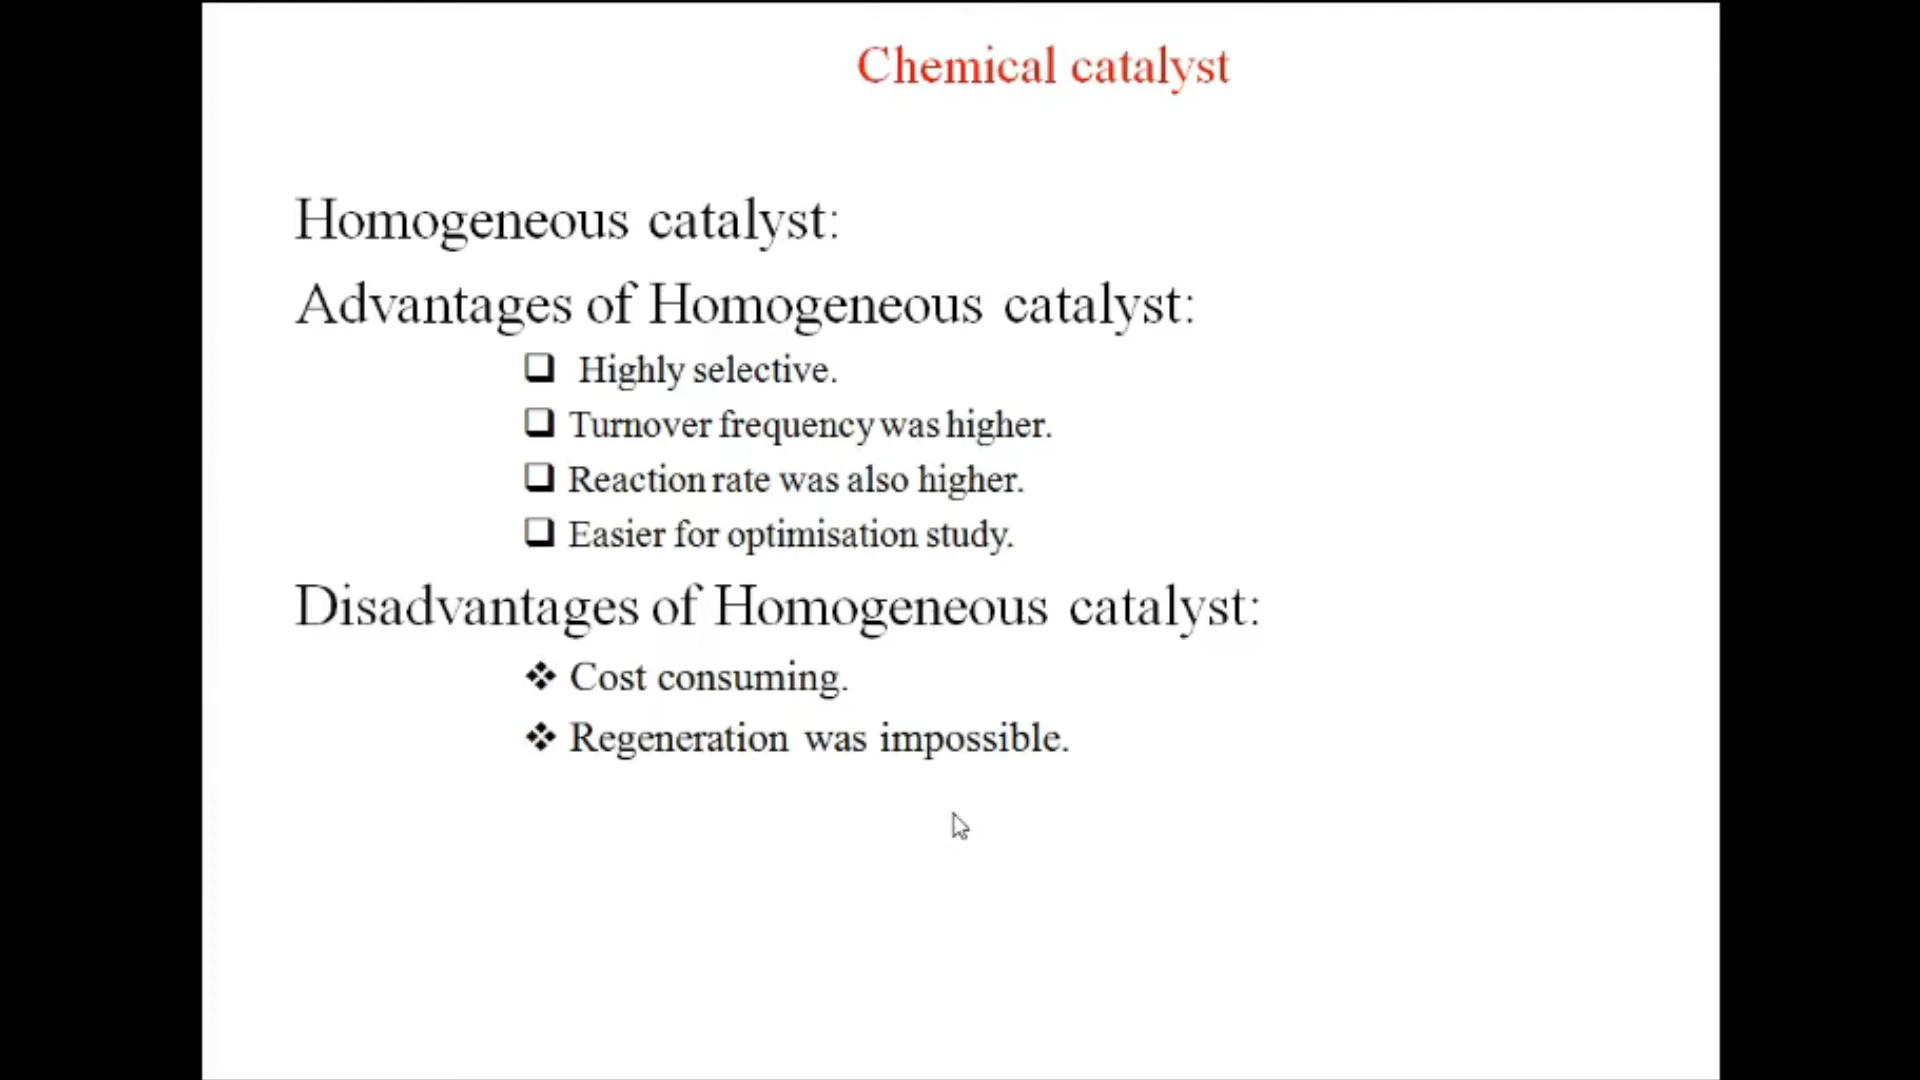 Chemical catalyst
Homogeneous catalyst:
Advantages of Homogeneous catalyst:
Highly selective.
Turnover frequency was higher.
Reaction rate was also higher.
Easier for optimisation study.
Disadvantages of Homogeneous catalyst:
Cost consuming.
Regeneration was impossible.